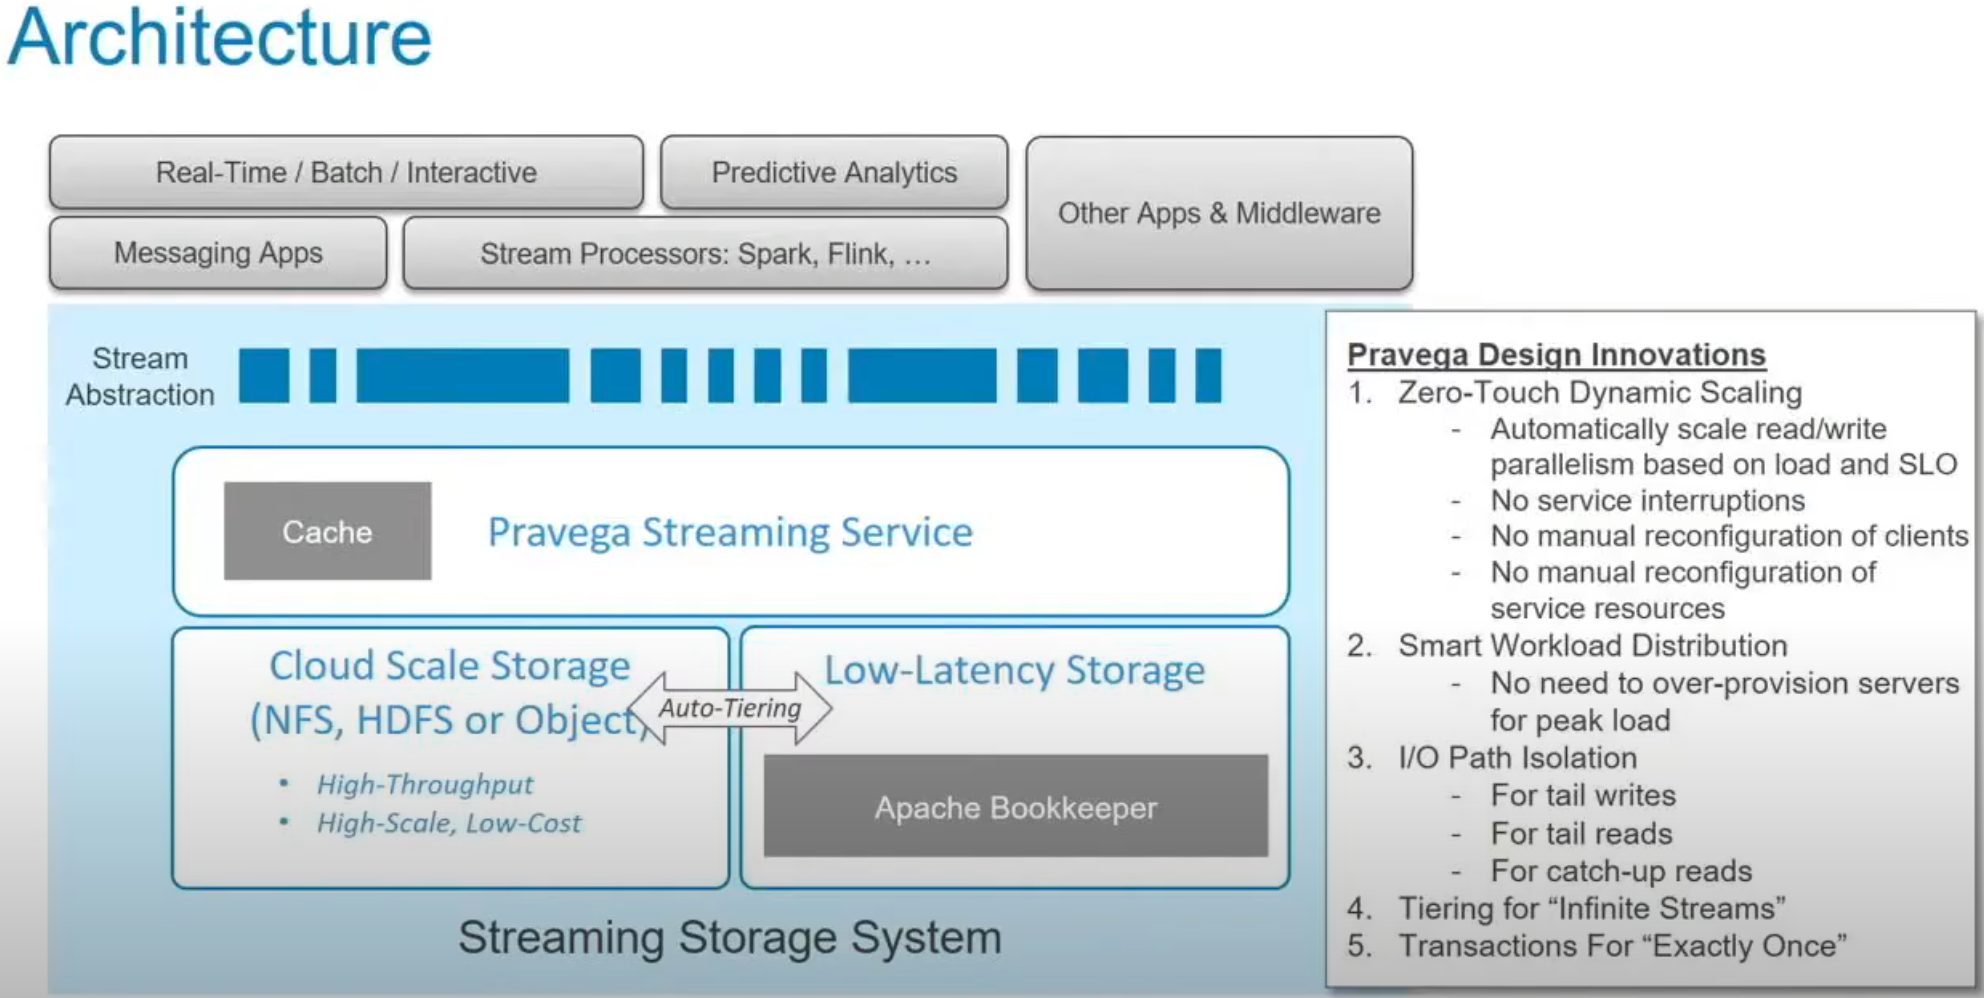 Architecture
Real-Time / Batch / Interactive
Predictive Analytics
Other Apps & Middleware
Messaging Apps
Stream Processors: Spark, Flink, …
Stream
Abstraction
Cache
Pravega Streaming Service
Cloud Scale Storage
(NFS, HDFS or Object)
• High-Throughput
• High-Scale, Low-Cost
Auto-Tiering
Low-Latency Storage
Apache Bookkeeper
Streaming Storage System
Pravega Design Innovations
1. Zero-Touch Dynamic Scaling
- Automatically scale read/write
parallelism based on load and SLO
- No service interruptions
- No manual reconfiguration of clients
- No manual reconfiguration of
service resources
2. Smart Workload Distribution
- No need to over-provision servers
for peak load
3. I/O Path Isolation
- For tail writes
- For tail reads
- For catch-up reads
4. Tiering for “Infinite Streams”
5. Transactions For “Exactly Once”